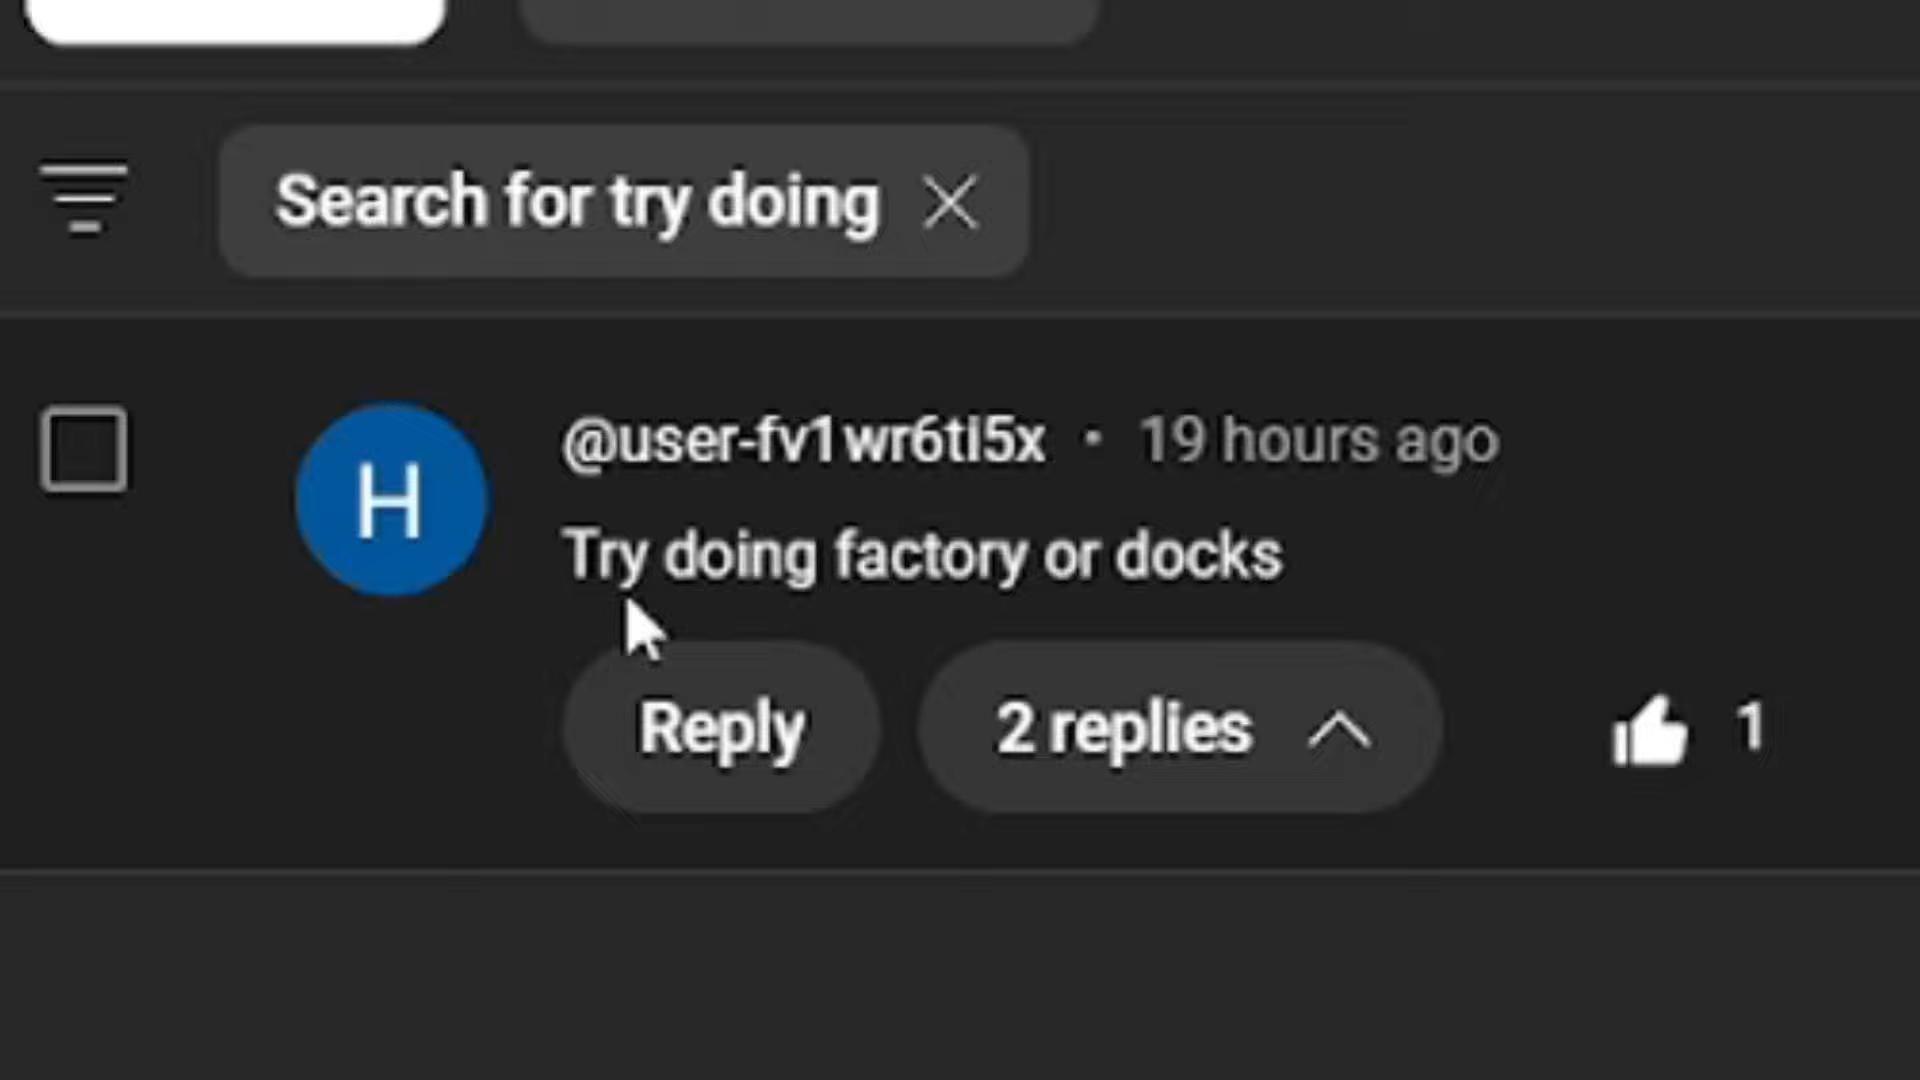 Search for try doing
H
@user-fv1wr6tl5x • 19 hours ago
Try doing factory or docks
Reply
2 replies
1